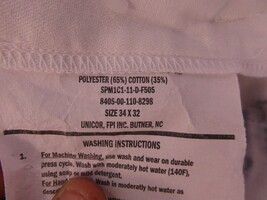 POLYESTER (65%) COTTON (35%)
SPM1C1-11-D-F505
8405-00-110-8298
SIZE 34 X 32
UNICOR, FPI INC. BUTNER, NC
WASHING INSTRUCTIONS
1 For Machine Washing, use wash and wear on durable
press cycle. Wash with moderately hot water (140F),
using soap or mild detergent.
For Hand Wash in moderately hot water as